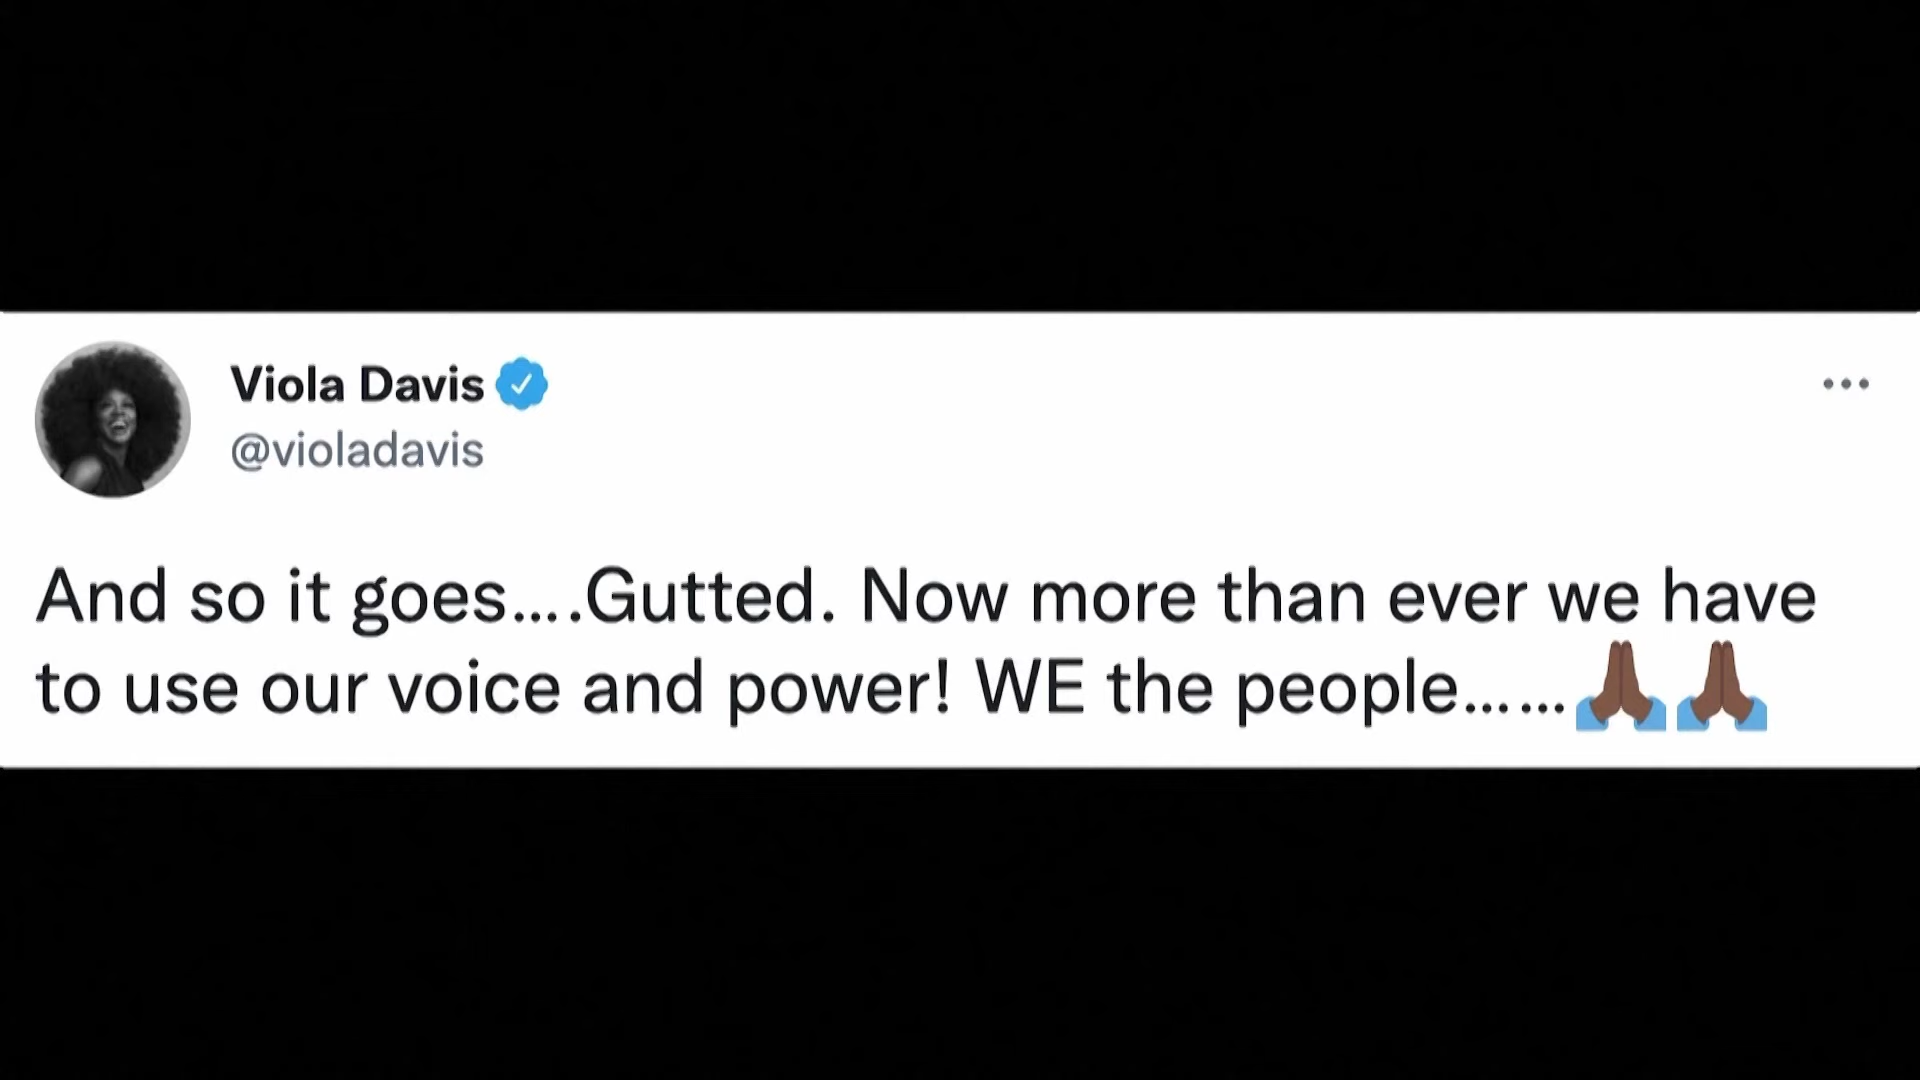 Viola Davis
@violadavis
And so it goes....Gutted. Now more than ever we have
to use our voice and power! WE the people......🙏🏾🙏🏾